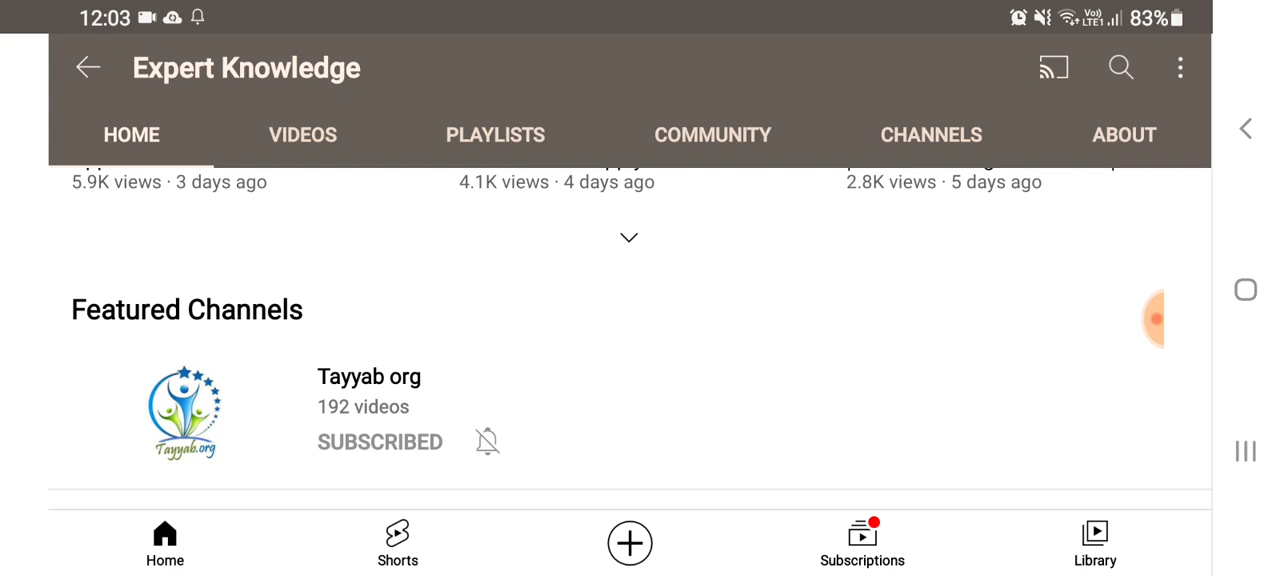 12:03 Vo)) LTE1 83%
Expert Knowledge
HOME VIDEOS PLAYLISTS COMMUNITY CHANNELS ABOUT
5.9K views · 3 days ago 4.1K views · 4 days ago 2.8K views · 5 days ago
Featured Channels
Tayyab org
192 videos
SUBSCRIBED
Tayyab.org
Home Shorts Subscriptions Library